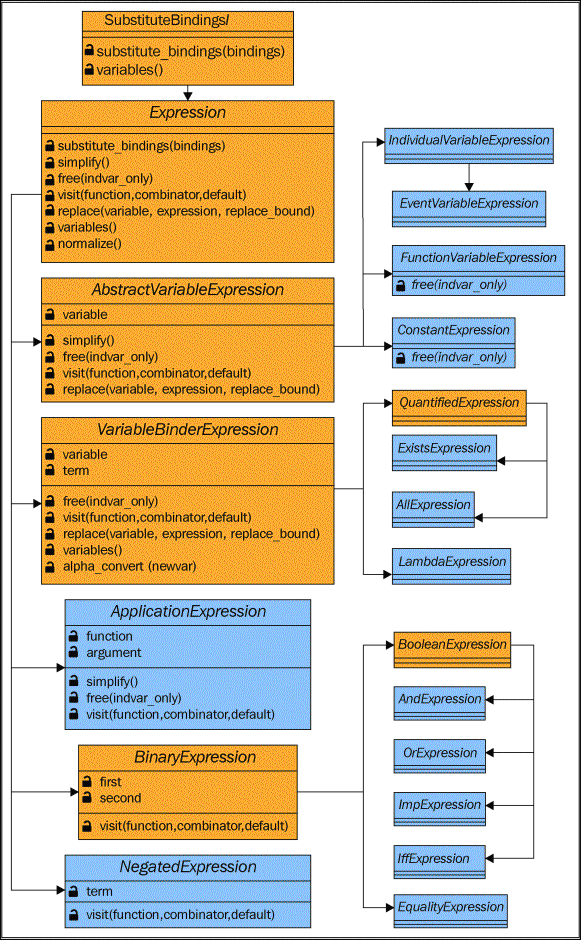 SubstituteBindingsI
substitute_bindings(bindings)
variables()
Expression
substitute_bindings(bindings)
simplify()
free(indvar_only)
visit(function,combinator,default)
replace(variable, expression, replace_bound)
variables()
normalize()
AbstractVariableExpression
variable
simplify()
free(indvar_only)
visit(function,combinator,default)
replace(variable, expression, replace_bound)
VariableBinderExpression
variable
term
free(indvar_only)
visit(function,combinator,default)
replace(variable, expression, replace_bound)
variables()
alpha_convert (newvar)
ApplicationExpression
function
argument
simplify()
free(indvar_only)
visit(function,combinator,default)
BinaryExpression
first
second
visit(function,combinator,default)
NegatedExpression
term
visit(function,combinator,default)
IndividualVariableExpression
EventVariableExpression
FunctionVariableExpression
free(indvar_only)
ConstantExpression
free(indvar_only)
QuantifiedExpression
ExistsExpression
AllExpression
LambdaExpression
BooleanExpression
AndExpression
OrExpression
ImpExpression
IffExpression
EqualityExpression